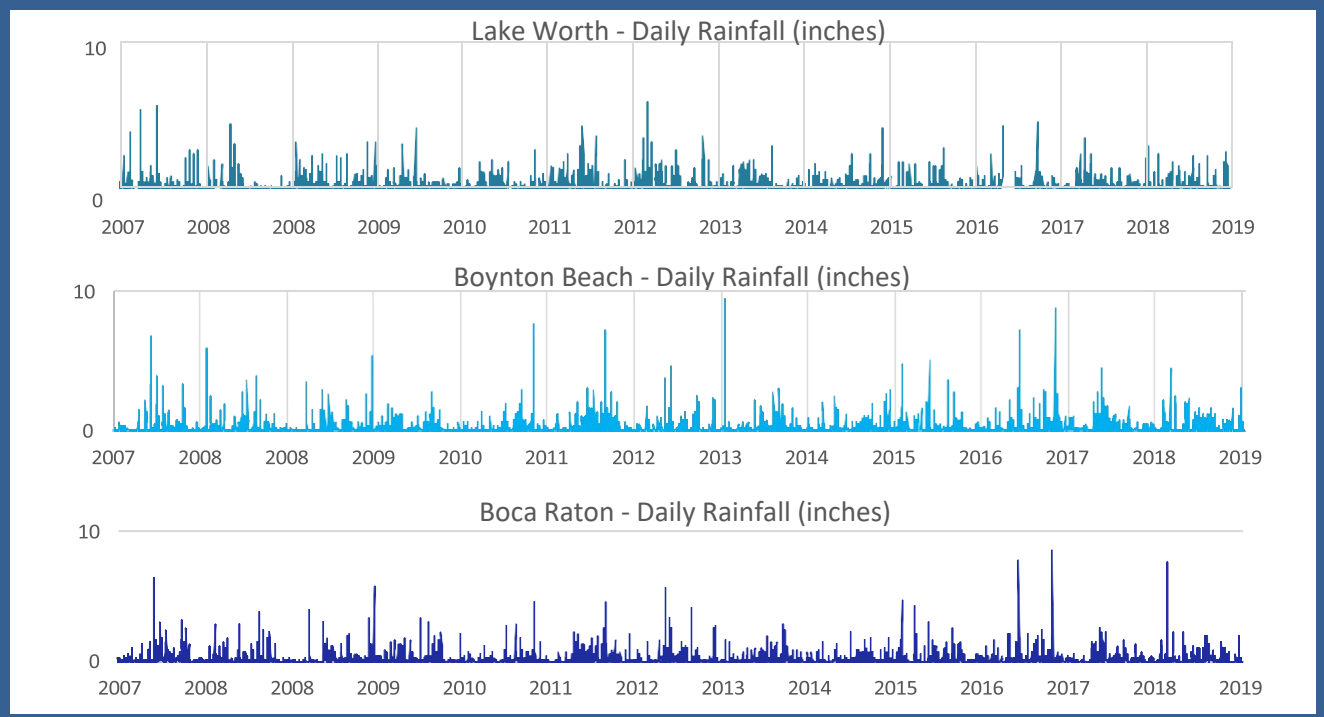 Lake Worth - Daily Rainfall (inches)
10
0
2007 2008 2008 2009 2010 2011 2012 2013 2014 2015 2016 2017 2018 2019
Boynton Beach - Daily Rainfall (inches)
10
0
2007 2008 2008 2009 2010 2011 2012 2013 2014 2015 2016 2017 2018 2019
Boca Raton - Daily Rainfall (inches)
10
0
2007 2008 2008 2009 2010 2011 2012 2013 2014 2015 2016 2017 2018 2019